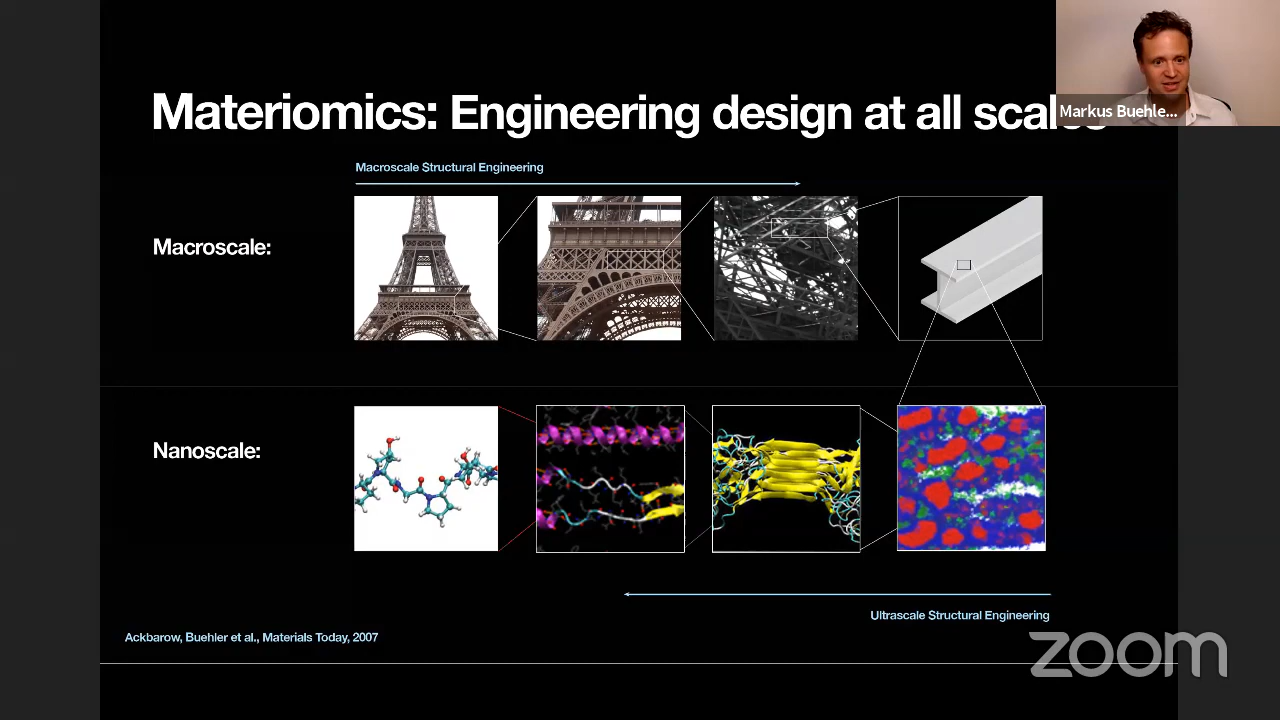 Materiomics: Engineering design at all scales
Markus Buehle...
Macroscale Structural Engineering
Macroscale:
Nanoscale:
Ultrascale Structural Engineering
Ackbarow, Buehler et al., Materials Today, 2007
zoom